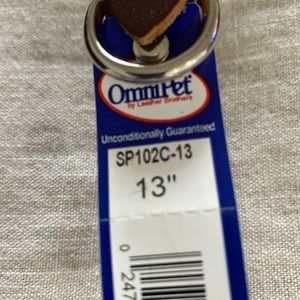 OmniPet
by Leather Brothers
Unconditionally Guaranteed
SP102C-13
13"
0 247